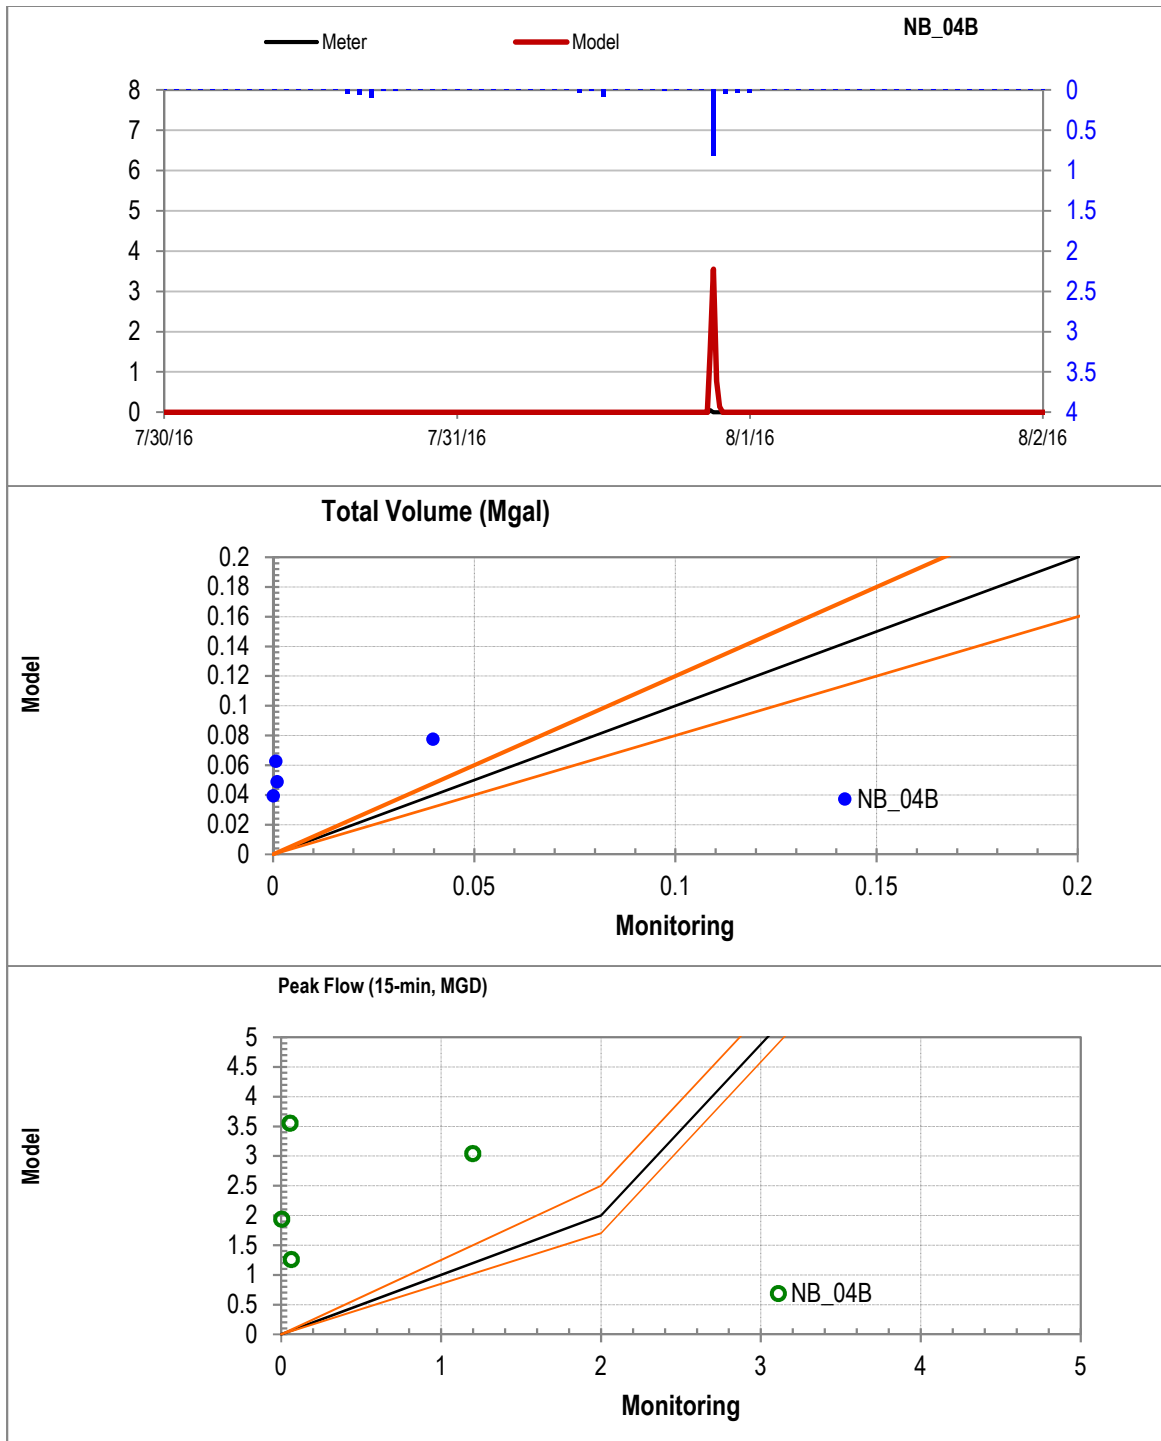 NB_04B
Meter Model
8 0
7 0.5
6 1
5 1.5
4 2
3 2.5
2 3
1 3.5
0 4
7/30/16 7/31/16 8/1/16 8/2/16
Total Volume (Mgal)
0.2
0.18
0.16
0.14
0.12
0.1
0.08
0.06
0.04
0.02
0
Model
NB_04B
0 0.05 0.1 0.15 0.2
Monitoring
Peak Flow (15-min, MGD)
5
4.5
4
3.5
3
2.5
2
1.5
1
0.5
0
Model
NB_04B
0 1 2 3 4 5
Monitoring